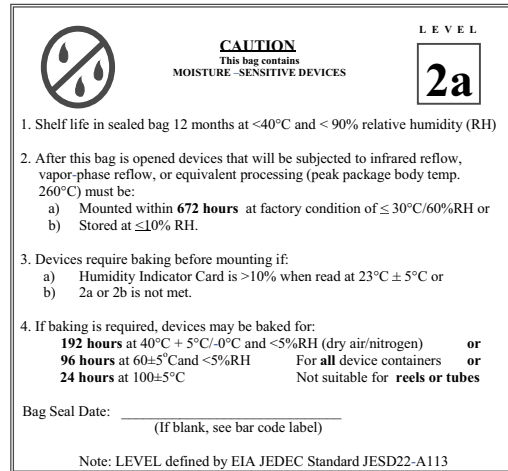 LEVEL
CAUTION
This bag contains
MOISTURE –SENSITIVE DEVICES
2a
1. Shelf life in sealed bag 12 months at <40°C and < 90% relative humidity (RH)
2. After this bag is opened devices that will be subjected to infrared reflow,
vapor-phase reflow, or equivalent processing (peak package body temp.
260°C) must be:
a) Mounted within 672 hours at factory condition of ≤ 30°C/60%RH or
b) Stored at ≤10% RH.
3. Devices require baking before mounting if:
a) Humidity Indicator Card is >10% when read at 23°C ± 5°C or
b) 2a or 2b is not met.
4. If baking is required, devices may be baked for:
192 hours at 40°C + 5°C/-0°C and <5%RH (dry air/nitrogen) or
96 hours at 60±5°Cand <5%RH For all device containers or
24 hours at 100±5°C Not suitable for reels or tubes
Bag Seal Date: ______________________________
(If blank, see bar code label)
Note: LEVEL defined by EIA JEDEC Standard JESD22-A113